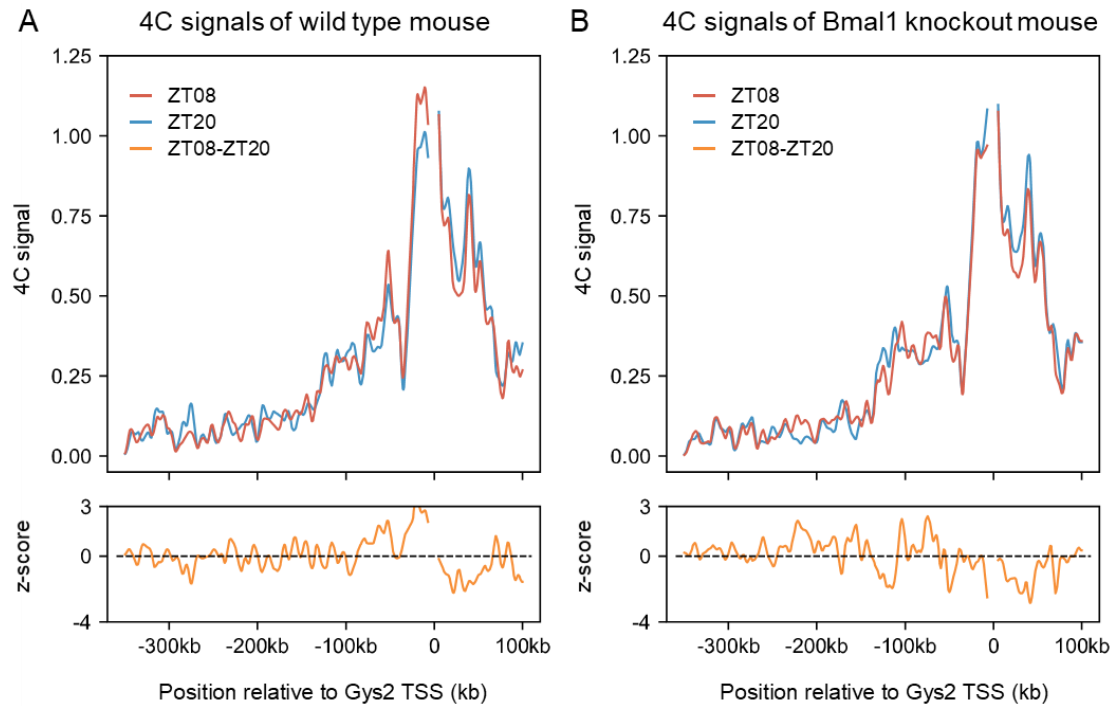 A
4C signals of wild type mouse
1.25
1.00
0.75
0.50
0.25
0.00
4C signal
ZT08
ZT20
ZT08-ZT20
3
0
-4
z-score
-300kb
-200kb
-100kb
0
100kb
Position relative to Gys2 TSS (kb)
B
4C signals of Bmal1 knockout mouse
1.25
1.00
0.75
0.50
0.25
0.00
4C signal
ZT08
ZT20
ZT08-ZT20
3
0
-4
z-score
-300kb
-200kb
-100kb
0
100kb
Position relative to Gys2 TSS (kb)